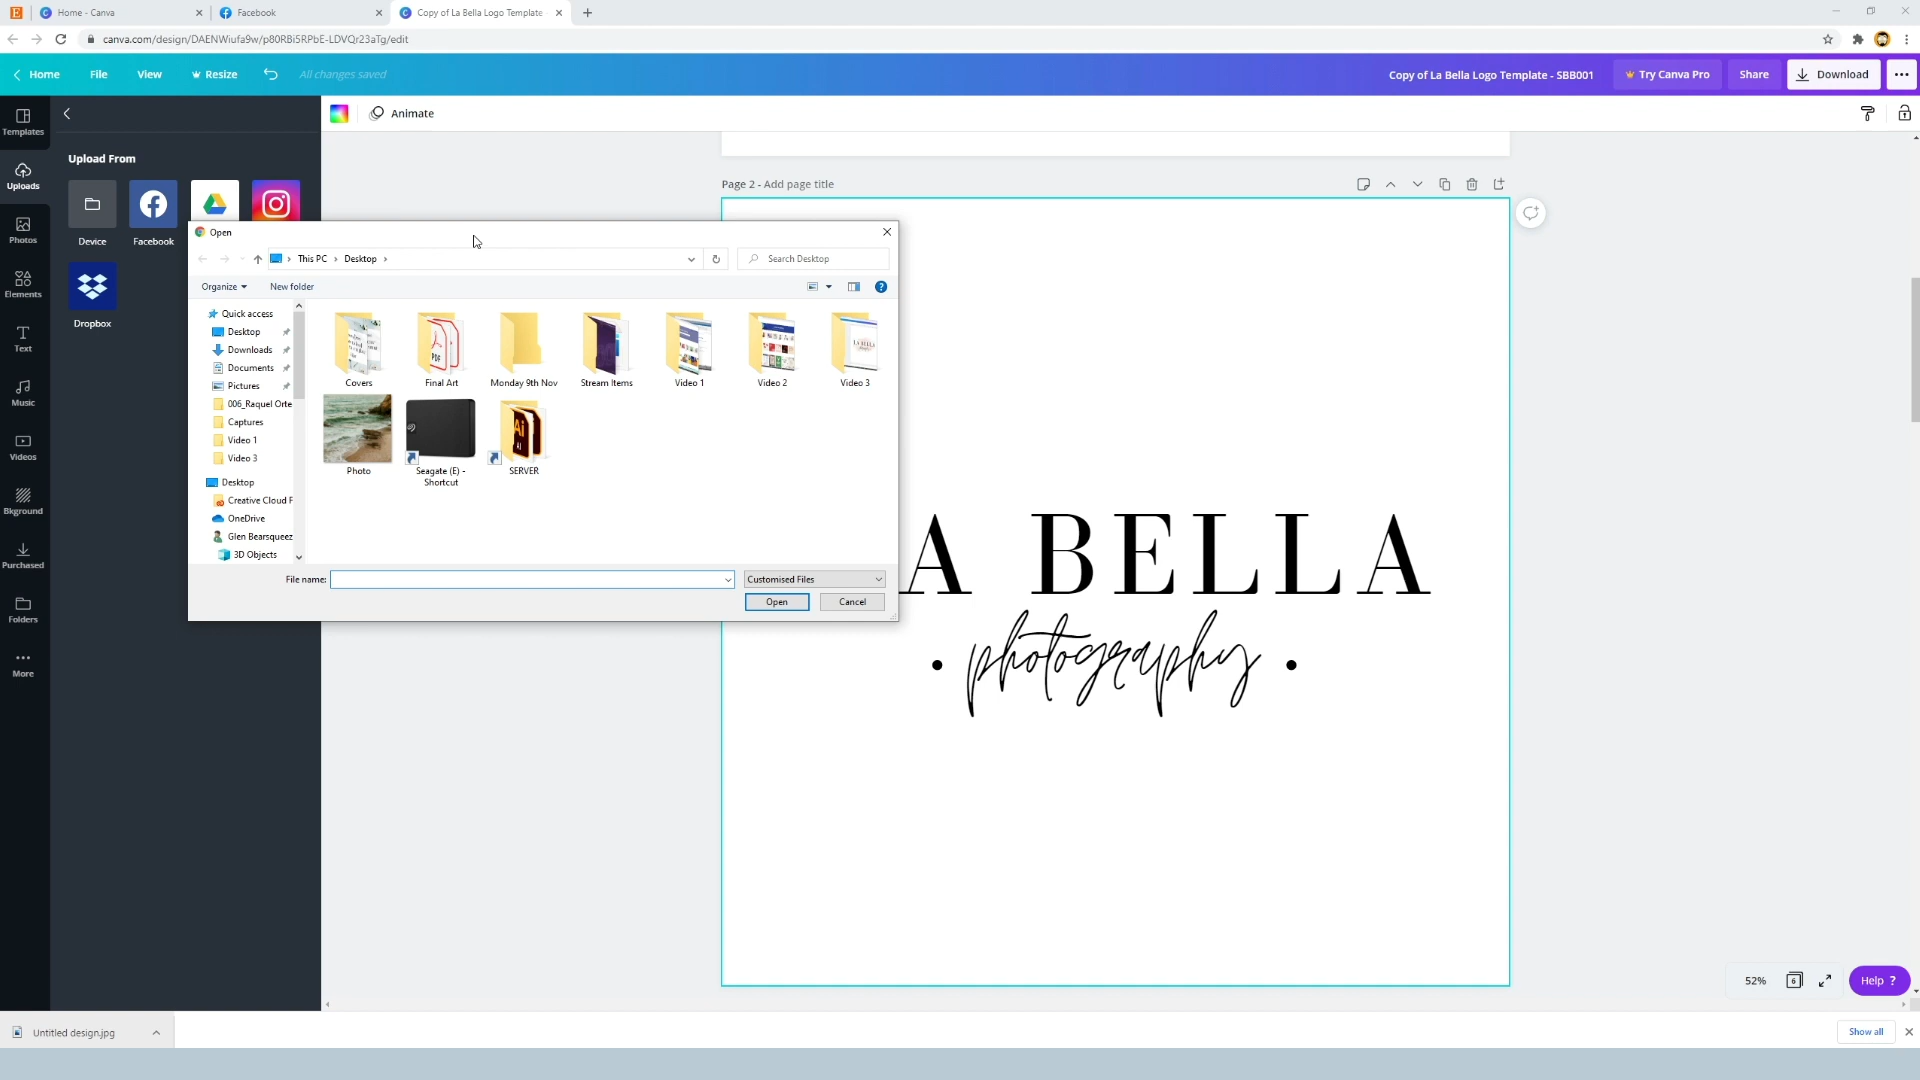 Home - Canva
Facebook
Copy of La Bella Logo Template
canva.com/design/DAENWiufa9w/p80RBi5RPbE-LDVQr23aTg/edit
Home
File
View
Resize
All changes saved
Copy of La Bella Logo Template - SBB001
Try Canva Pro
Share
Download
Animate
Templates
Uploads
Photos
Elements
Text
Music
Videos
Bkground
Purchased
Folders
More
Upload From
Device
Facebook
Dropbox
Page 2 - Add page title
Open
This PC
Desktop
Search Desktop
Organize
New folder
Quick access
Desktop
Downloads
Documents
Pictures
006_Raquel Orte
Captures
Video 1
Video 3
Desktop
Creative Cloud F
OneDrive
Glen Bearsqueez
3D Objects
Covers
Final Art
Monday 9th Nov
Stream Items
Video 1
Video 2
Video 3
Photo
Seagate (E) -
Shortcut
SERVER
File name:
Customised Files
Open
Cancel
A BELLA
• photography •
52%
6
Help ?
Untitled design.jpg
Show all